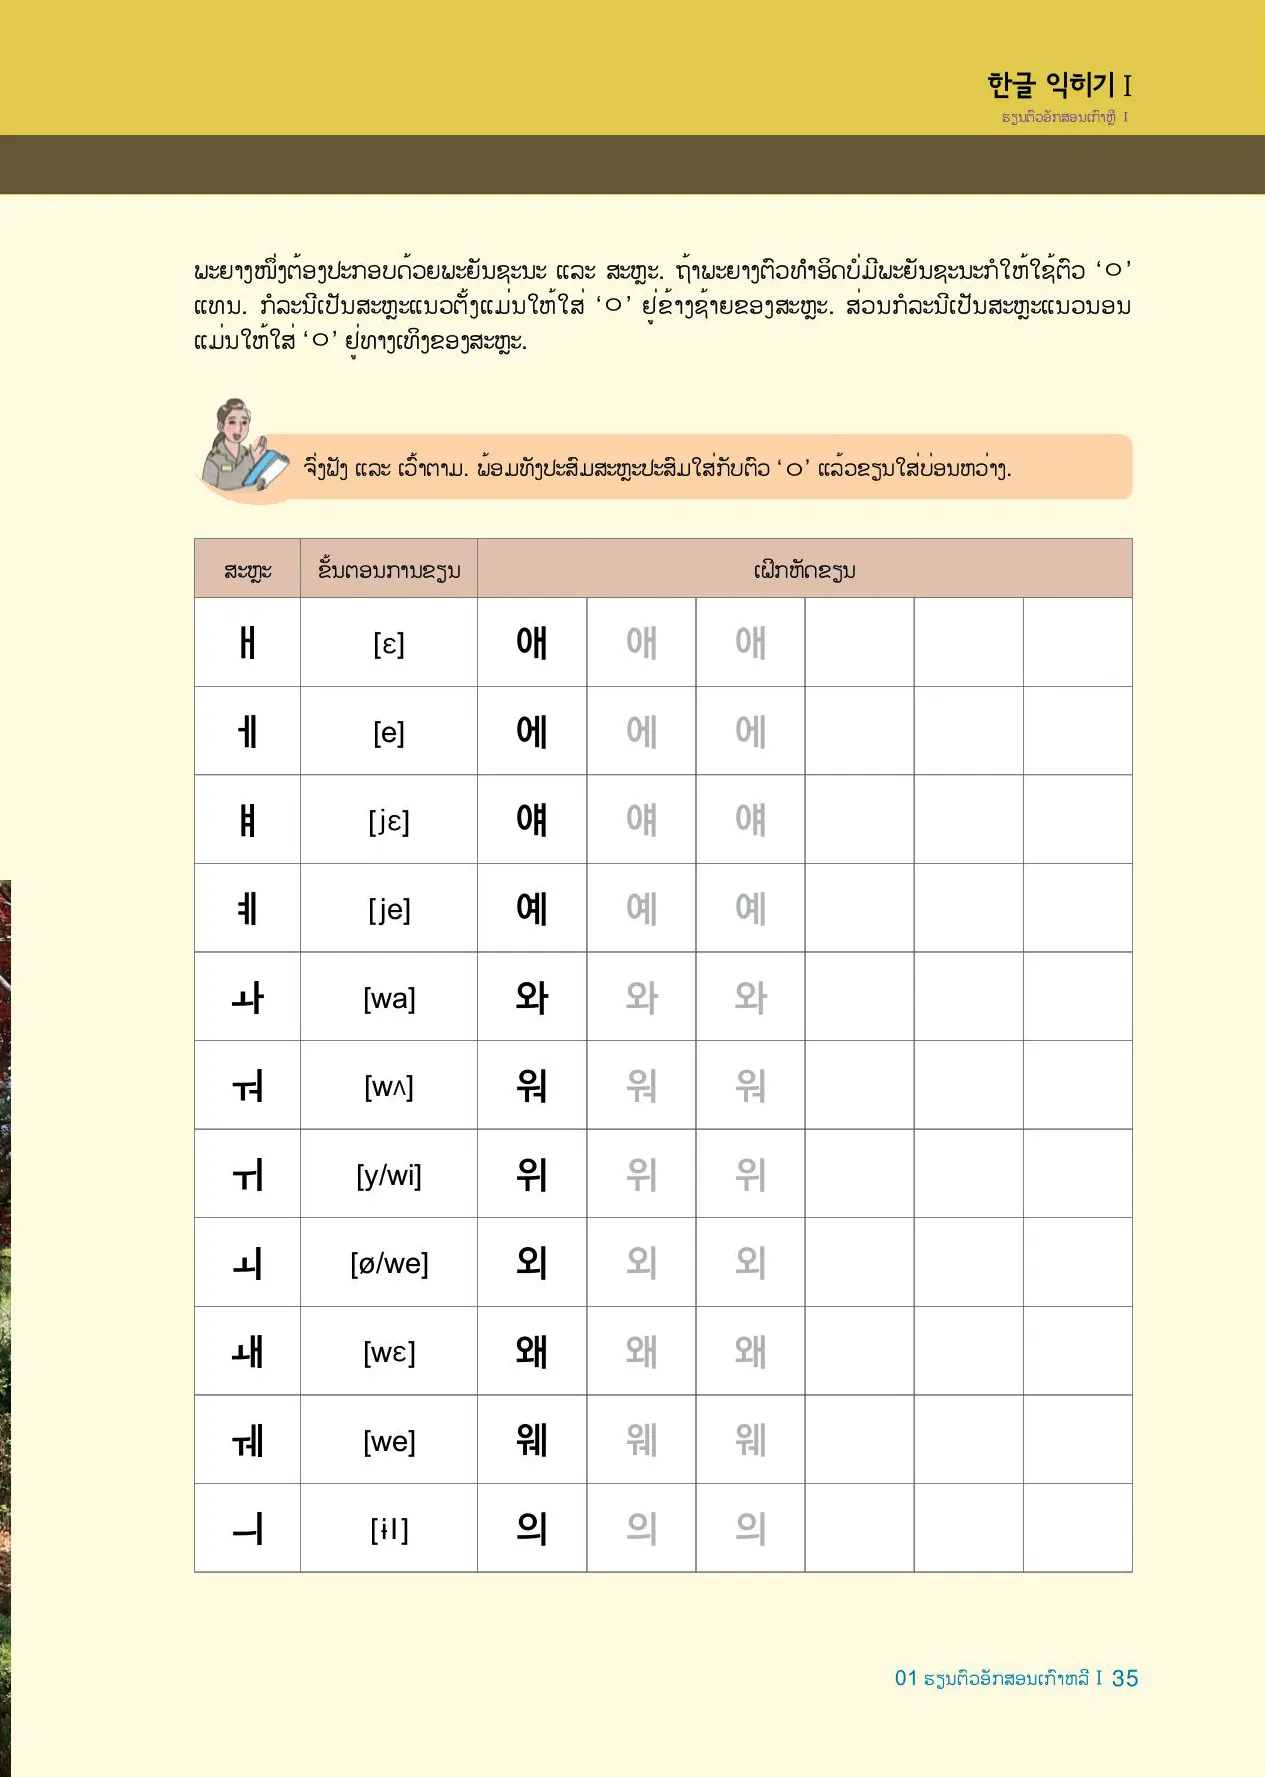 한글 익히기 I
ຮຽນຕົວອັກສອນເກົາຫຼີ I
ພະຍາງໜຶ່ງຕ້ອງປະກອບດ້ວຍພະຍັນຊະນະ ແລະ ສະຫຼະ. ຖ້າພະຍາງຕົວທຳອິດບໍ່ມີພະຍັນຊະນະກໍໃຫ້ໃຊ້ຕົວ ‘ㅇ’
ແທນ. ກໍລະນີເປັນສະຫຼະແນວຕັ້ງແມ່ນໃຫ້ໃສ່ ‘ㅇ’ ຢູ່ຂ້າງຊ້າຍຂອງສະຫຼະ. ສ່ວນກໍລະນີເປັນສະຫຼະແນວນອນ
ແມ່ນໃຫ້ໃສ່ ‘ㅇ’ ຢູ່ທາງເທິງຂອງສະຫຼະ.
ຈົ່ງຟັງ ແລະ ເວົ້າຕາມ. ພ້ອມທັງປະສົມສະຫຼະປະສົມໃສ່ກັບຕົວ ‘ㅇ’ ແລ້ວຂຽນໃສ່ບ່ອນຫວ່າງ.
ສະຫຼະ ຂັ້ນຕອນການຂຽນ ເຝິກຫັດຂຽນ
ㅐ [ɛ] 애 애 애
ㅔ [e] 에 에 에
ㅒ [jɛ] 얘 얘 얘
ㅖ [je] 예 예 예
ㅘ [wa] 와 와 와
ㅝ [wʌ] 워 워 워
ㅟ [y/wi] 위 위 위
ㅚ [ø/we] 외 외 외
ㅙ [wɛ] 왜 왜 왜
ㅞ [we] 웨 웨 웨
ㅢ [ɨI] 의 의 의
01 ຮຽນຕົວອັກສອນເກົາຫລີ I 35